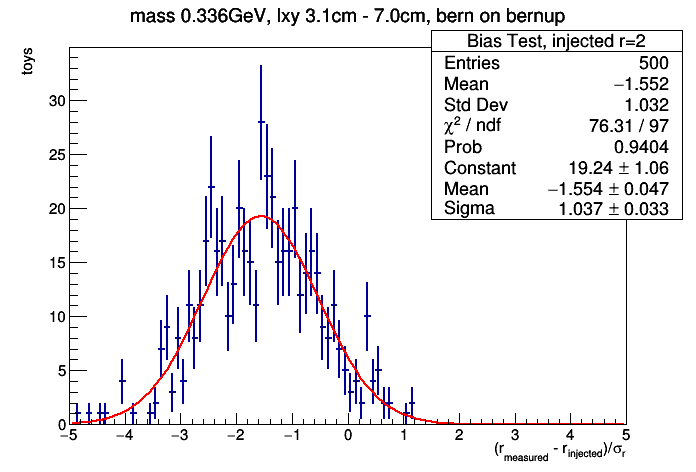 mass 0.336GeV, lxy 3.1cm - 7.0cm, bern on bernup
toys
Bias Test, injected r=2
Entries 500
Mean −1.552
Std Dev 1.032
χ² / ndf 76.31 / 97
Prob 0.9404
Constant 19.24 ± 1.06
Mean −1.554 ± 0.047
Sigma 1.037 ± 0.033
30
25
20
15
10
5
0
−5 −4 −3 −2 −1 0 1 2 3 4 5
(r_measured - r_injected)/σ_r